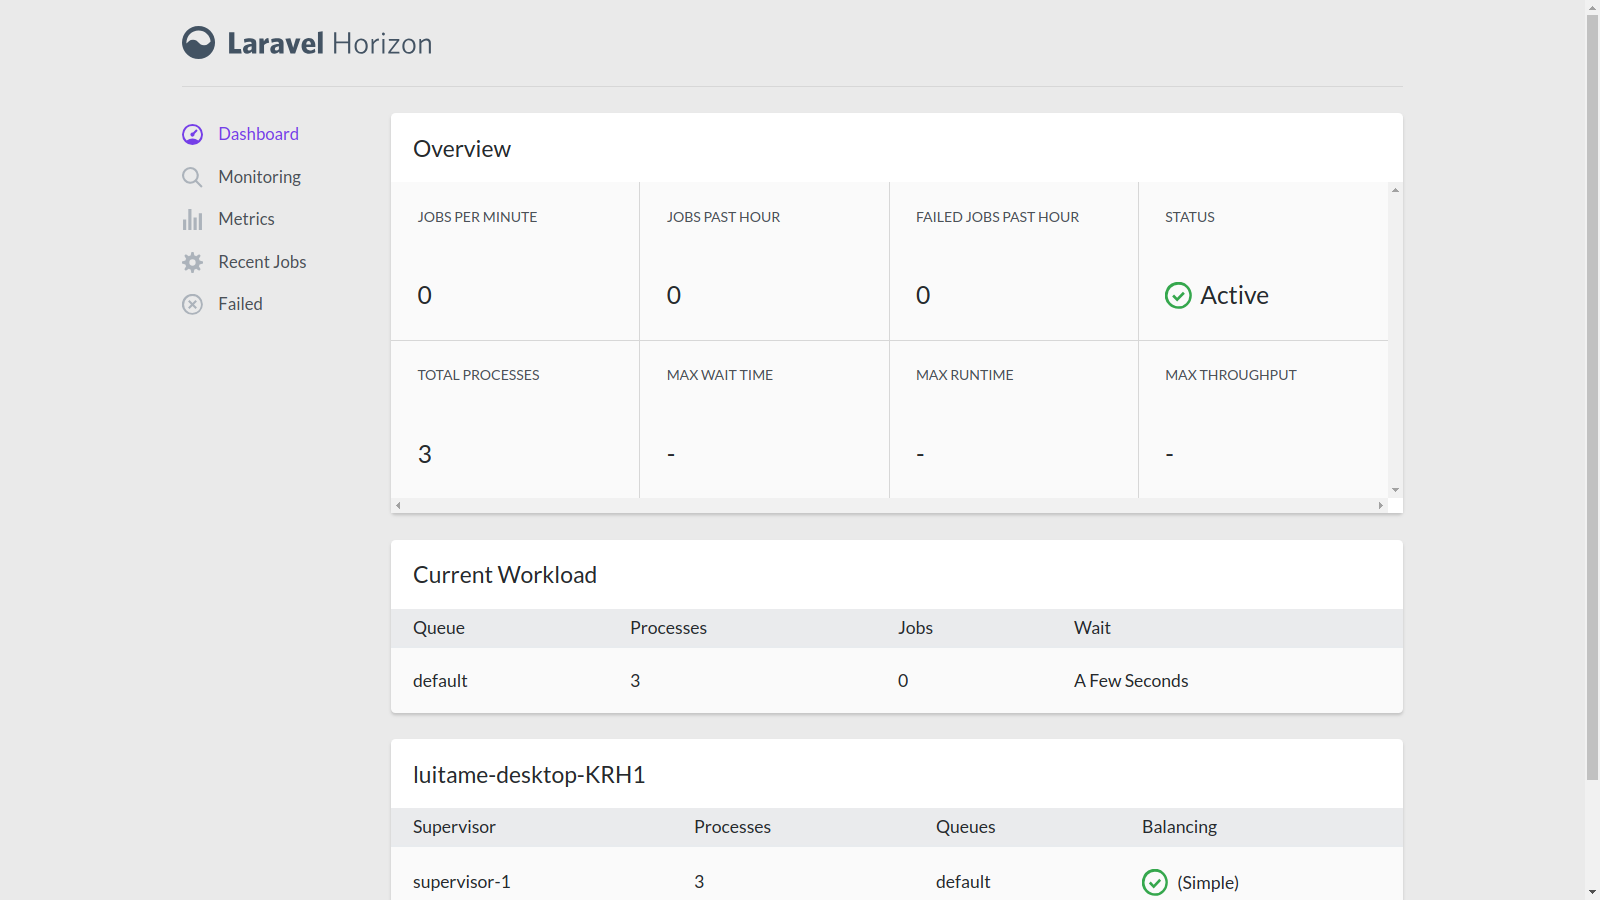 Laravel Horizon
Dashboard
Monitoring
Metrics
Recent Jobs
Failed
Overview
JOBS PER MINUTE JOBS PAST HOUR FAILED JOBS PAST HOUR STATUS
0 0 0 Active
TOTAL PROCESSES MAX WAIT TIME MAX RUNTIME MAX THROUGHPUT
3 - - -
Current Workload
Queue Processes Jobs Wait
default 3 0 A Few Seconds
luitame-desktop-KRH1
Supervisor Processes Queues Balancing
supervisor-1 3 default (Simple)